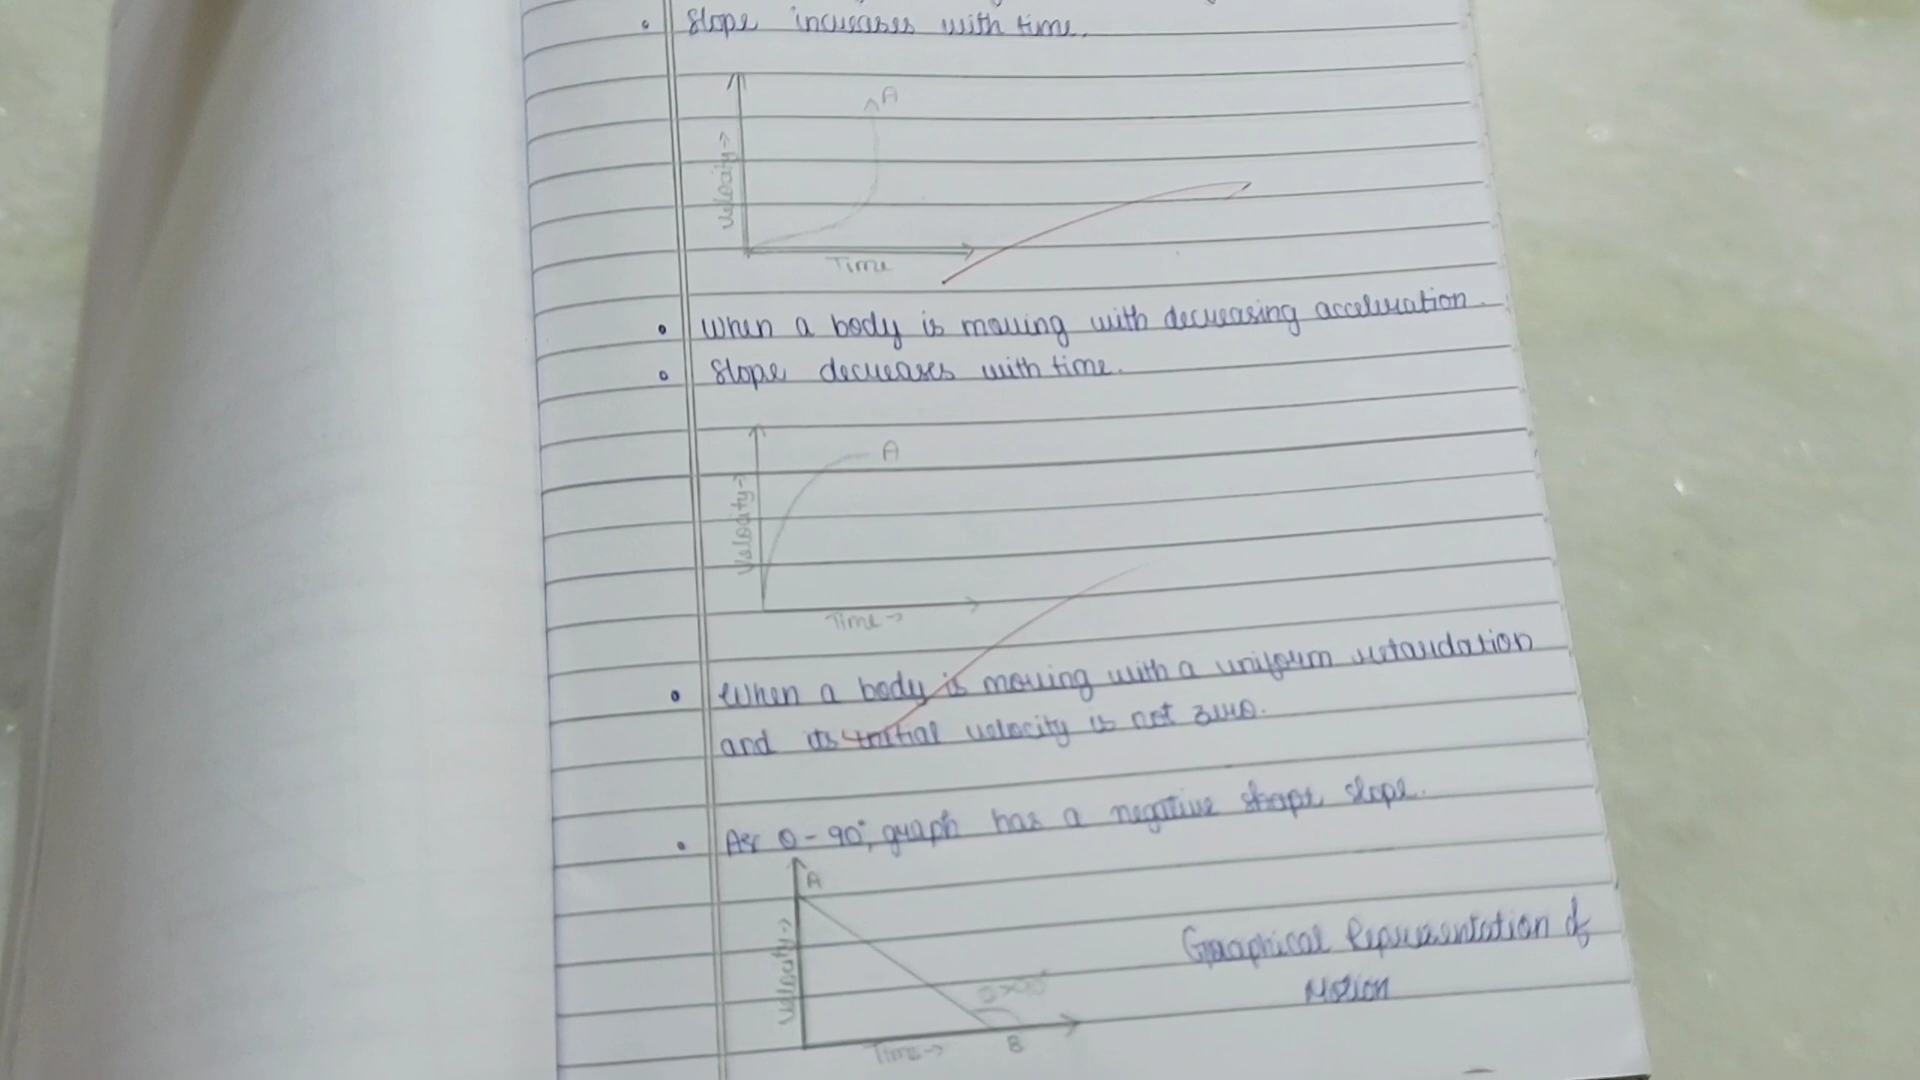 • Slope increases with time.
A
Velocity →
Time
• When a body is moving with decreasing acceleration.
• Slope decreases with time.
A
Velocity →
Time →
• When a body is moving with a uniform retardation
and its initial velocity is not zero.
• As θ - 90°, graph has a negative shape slope.
A
Velocity →
Graphical Representation of
Motion
Time →
B